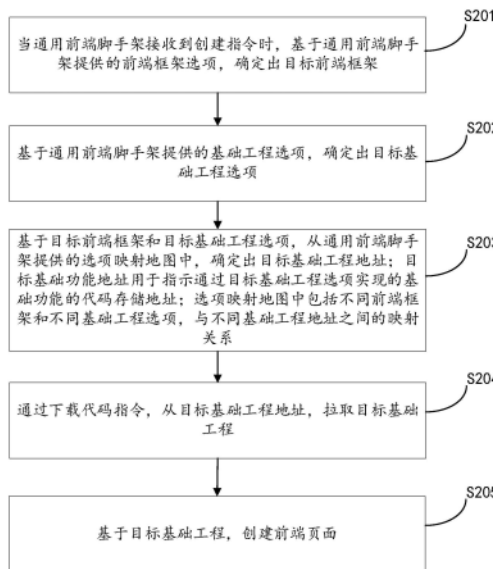 S201
当通用前端脚手架接收到创建指令时，基于通用前端脚手
架提供的前端框架选项，确定出目标前端框架
S202
基于通用前端脚手架提供的基础工程选项，确定出目标基
础工程选项
S203
基于目标前端框架和目标基础工程选项，从通用前端脚手
架提供的选项映射地图中，确定出目标基础工程地址；目
标基础功能地址用于指示通过目标基础工程选项实现的基
础功能的代码存储地址；选项映射地图中包括不同前端框
架和不同基础工程选项，与不同基础工程地址之间的映射
关系
S204
通过下载代码指令，从目标基础工程地址，拉取目标基础
工程
S205
基于目标基础工程，创建前端页面